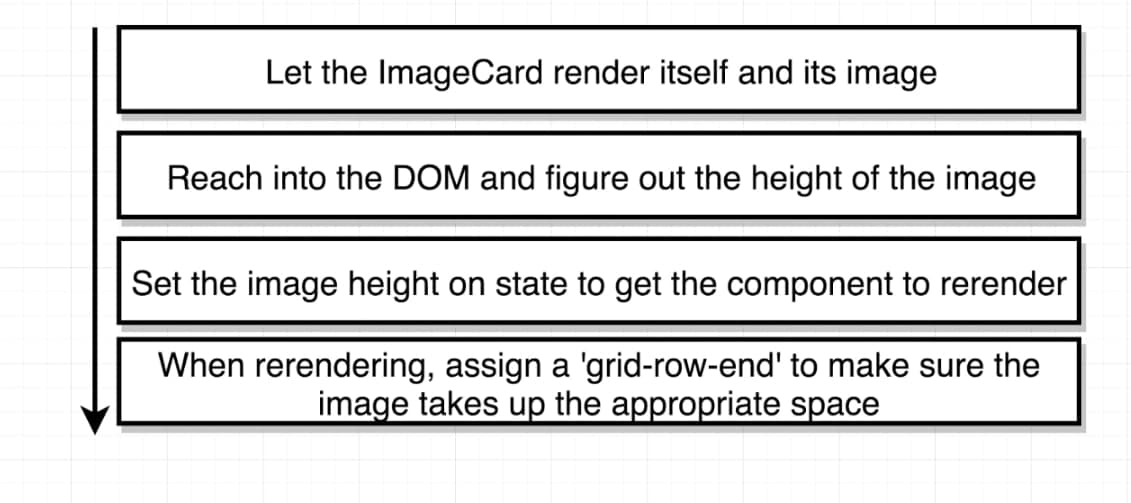 Let the ImageCard render itself and its image
Reach into the DOM and figure out the height of the image
Set the image height on state to get the component to rerender
When rerendering, assign a 'grid-row-end' to make sure the
image takes up the appropriate space